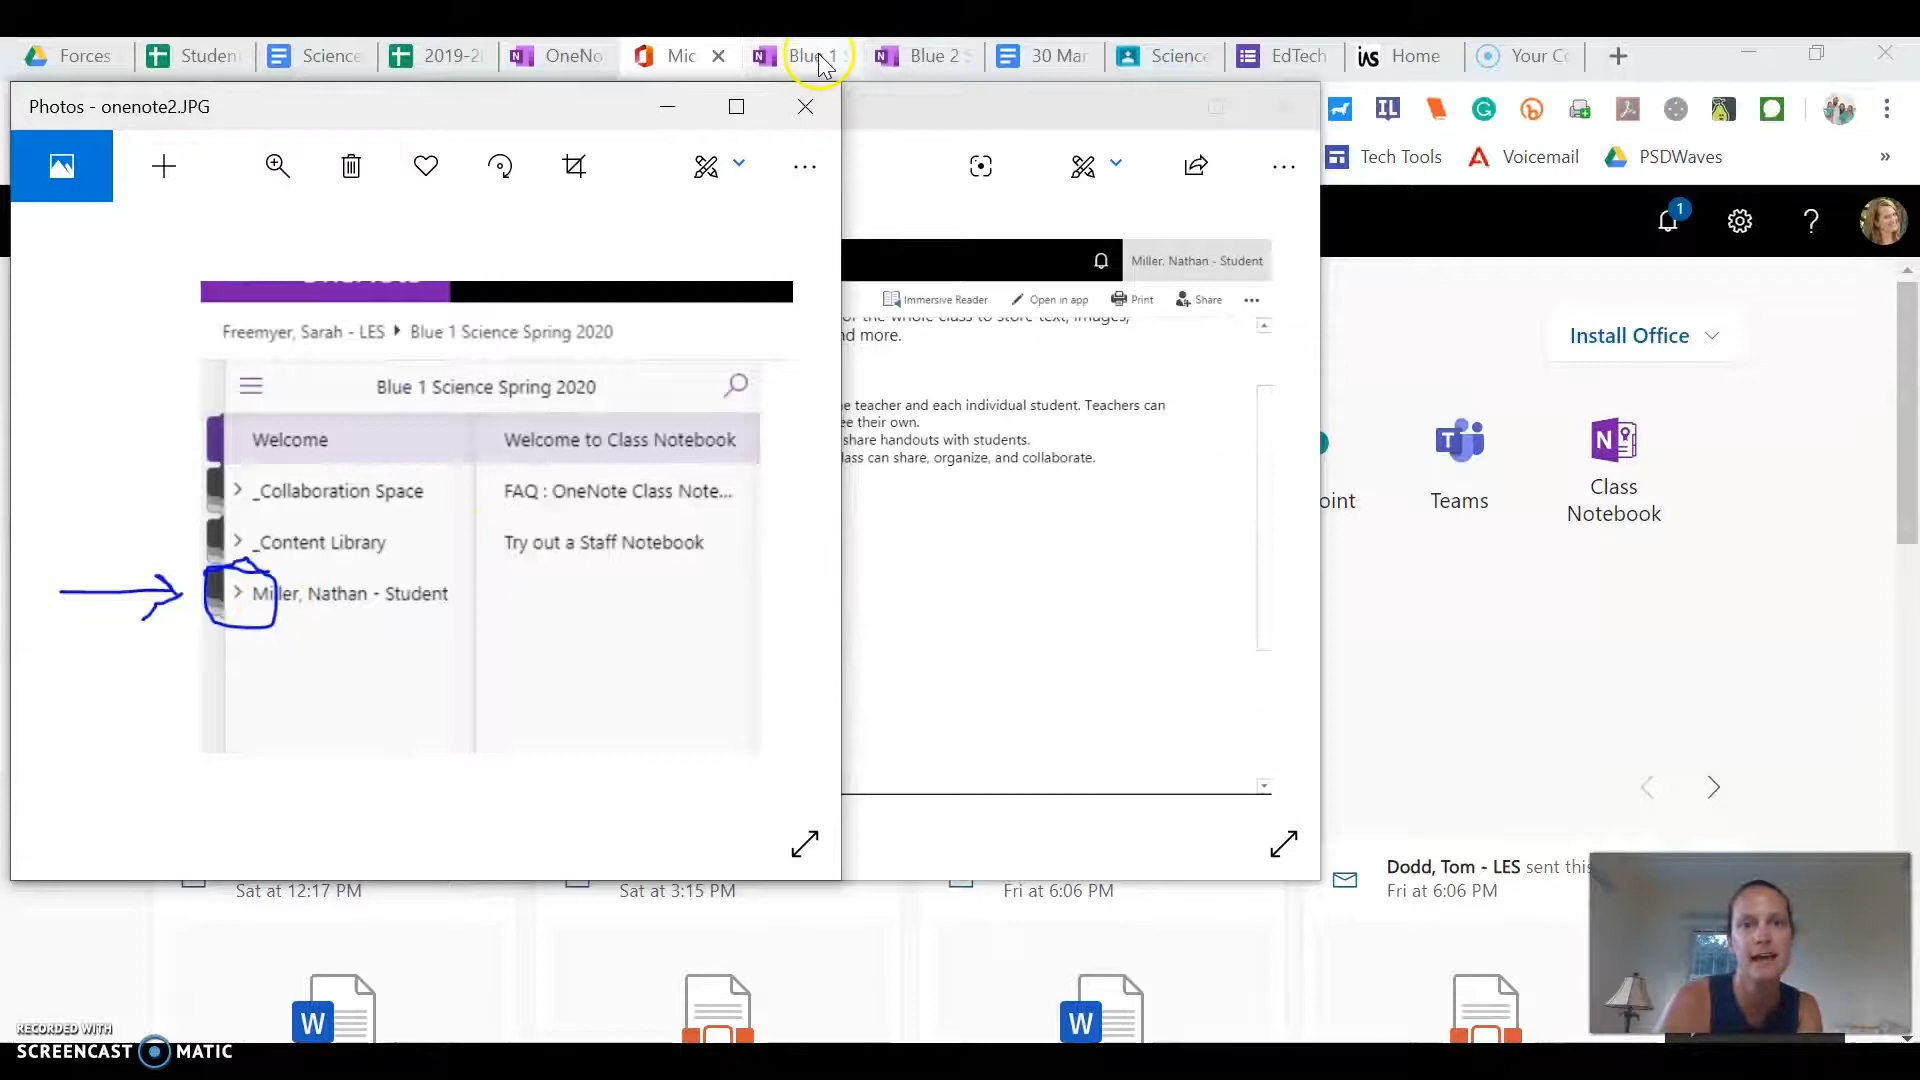 Forces
Studen
Science
2019-2
OneNo
Mic
Blue 1
Blue 2 S
30 Mar
Science
EdTech
ias Home
Your Co
Photos - onenote2.JPG
IL
Tech Tools
Voicemail
PSDWaves
»
1
?
Miller, Nathan - Student
Immersive Reader
Open in app
Print
Share
nd more.
e teacher and each individual student. Teachers can
ee their own.
share handouts with students.
lass can share, organize, and collaborate.
Freemyer, Sarah - LES Blue 1 Science Spring 2020
Blue 1 Science Spring 2020
Welcome
Welcome to Class Notebook
_Collaboration Space
FAQ : OneNote Class Note...
_Content Library
Try out a Staff Notebook
Miller, Nathan - Student
Install Office
oint
Teams
Class
Notebook
Sat at 12:17 PM
Sat at 3:15 PM
Fri at 6:06 PM
Dodd, Tom - LES sent this
Fri at 6:06 PM
W
W
RECORDED WITH
SCREENCAST MATIC